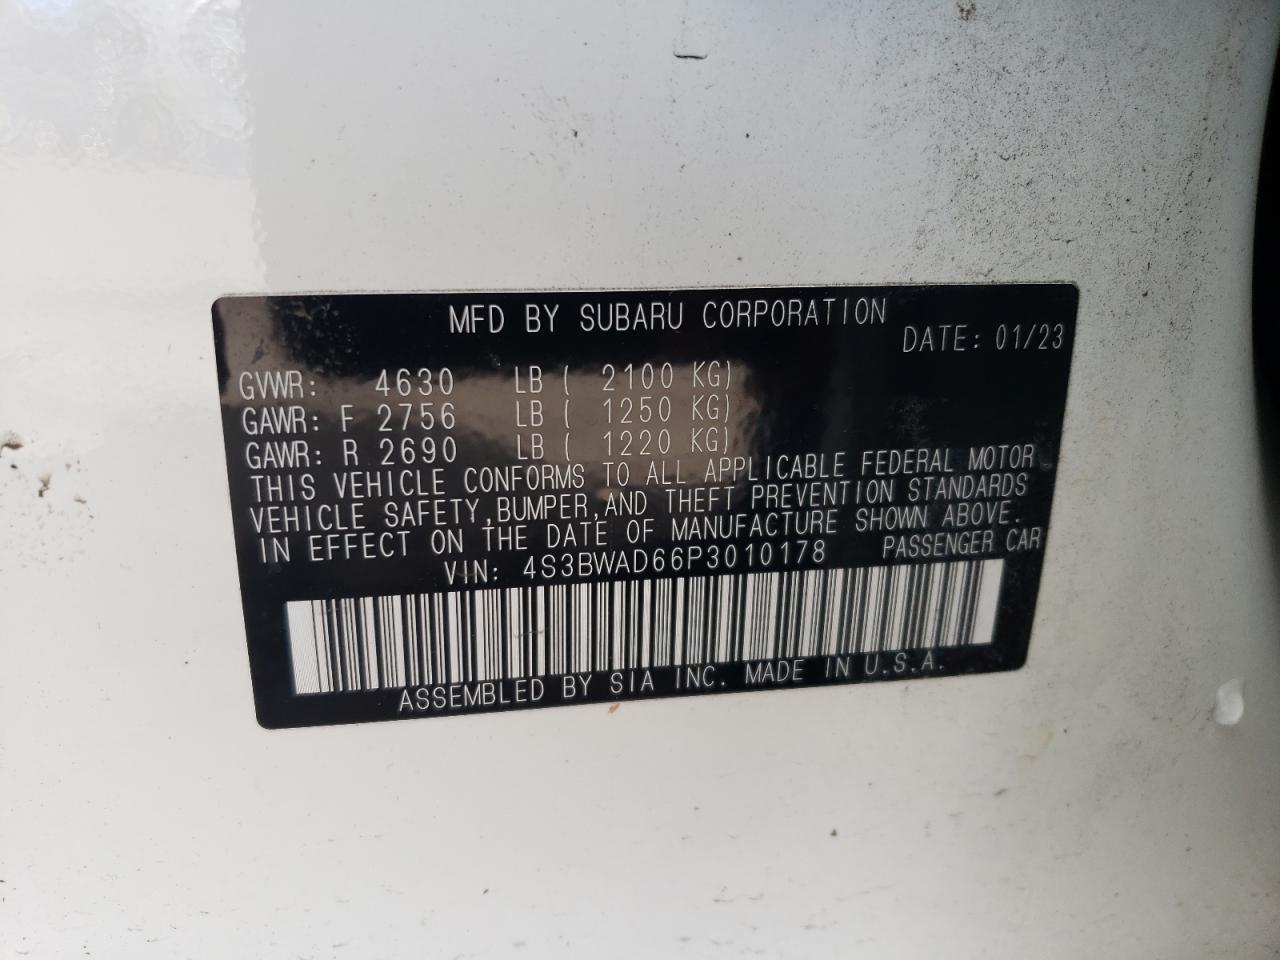 MFD BY SUBARU CORPORATION
DATE: 01/23
GVWR: 4630 LB ( 2100 KG)
GAWR: F 2756 LB ( 1250 KG)
GAWR: R 2690 LB ( 1220 KG)
THIS VEHICLE CONFORMS TO ALL APPLICABLE FEDERAL MOTOR
VEHICLE SAFETY, BUMPER, AND THEFT PREVENTION STANDARDS
IN EFFECT ON THE DATE OF MANUFACTURE SHOWN ABOVE.
VIN: 4S3BWAD66P3010178 PASSENGER CAR
ASSEMBLED BY SIA INC. MADE IN U.S.A.